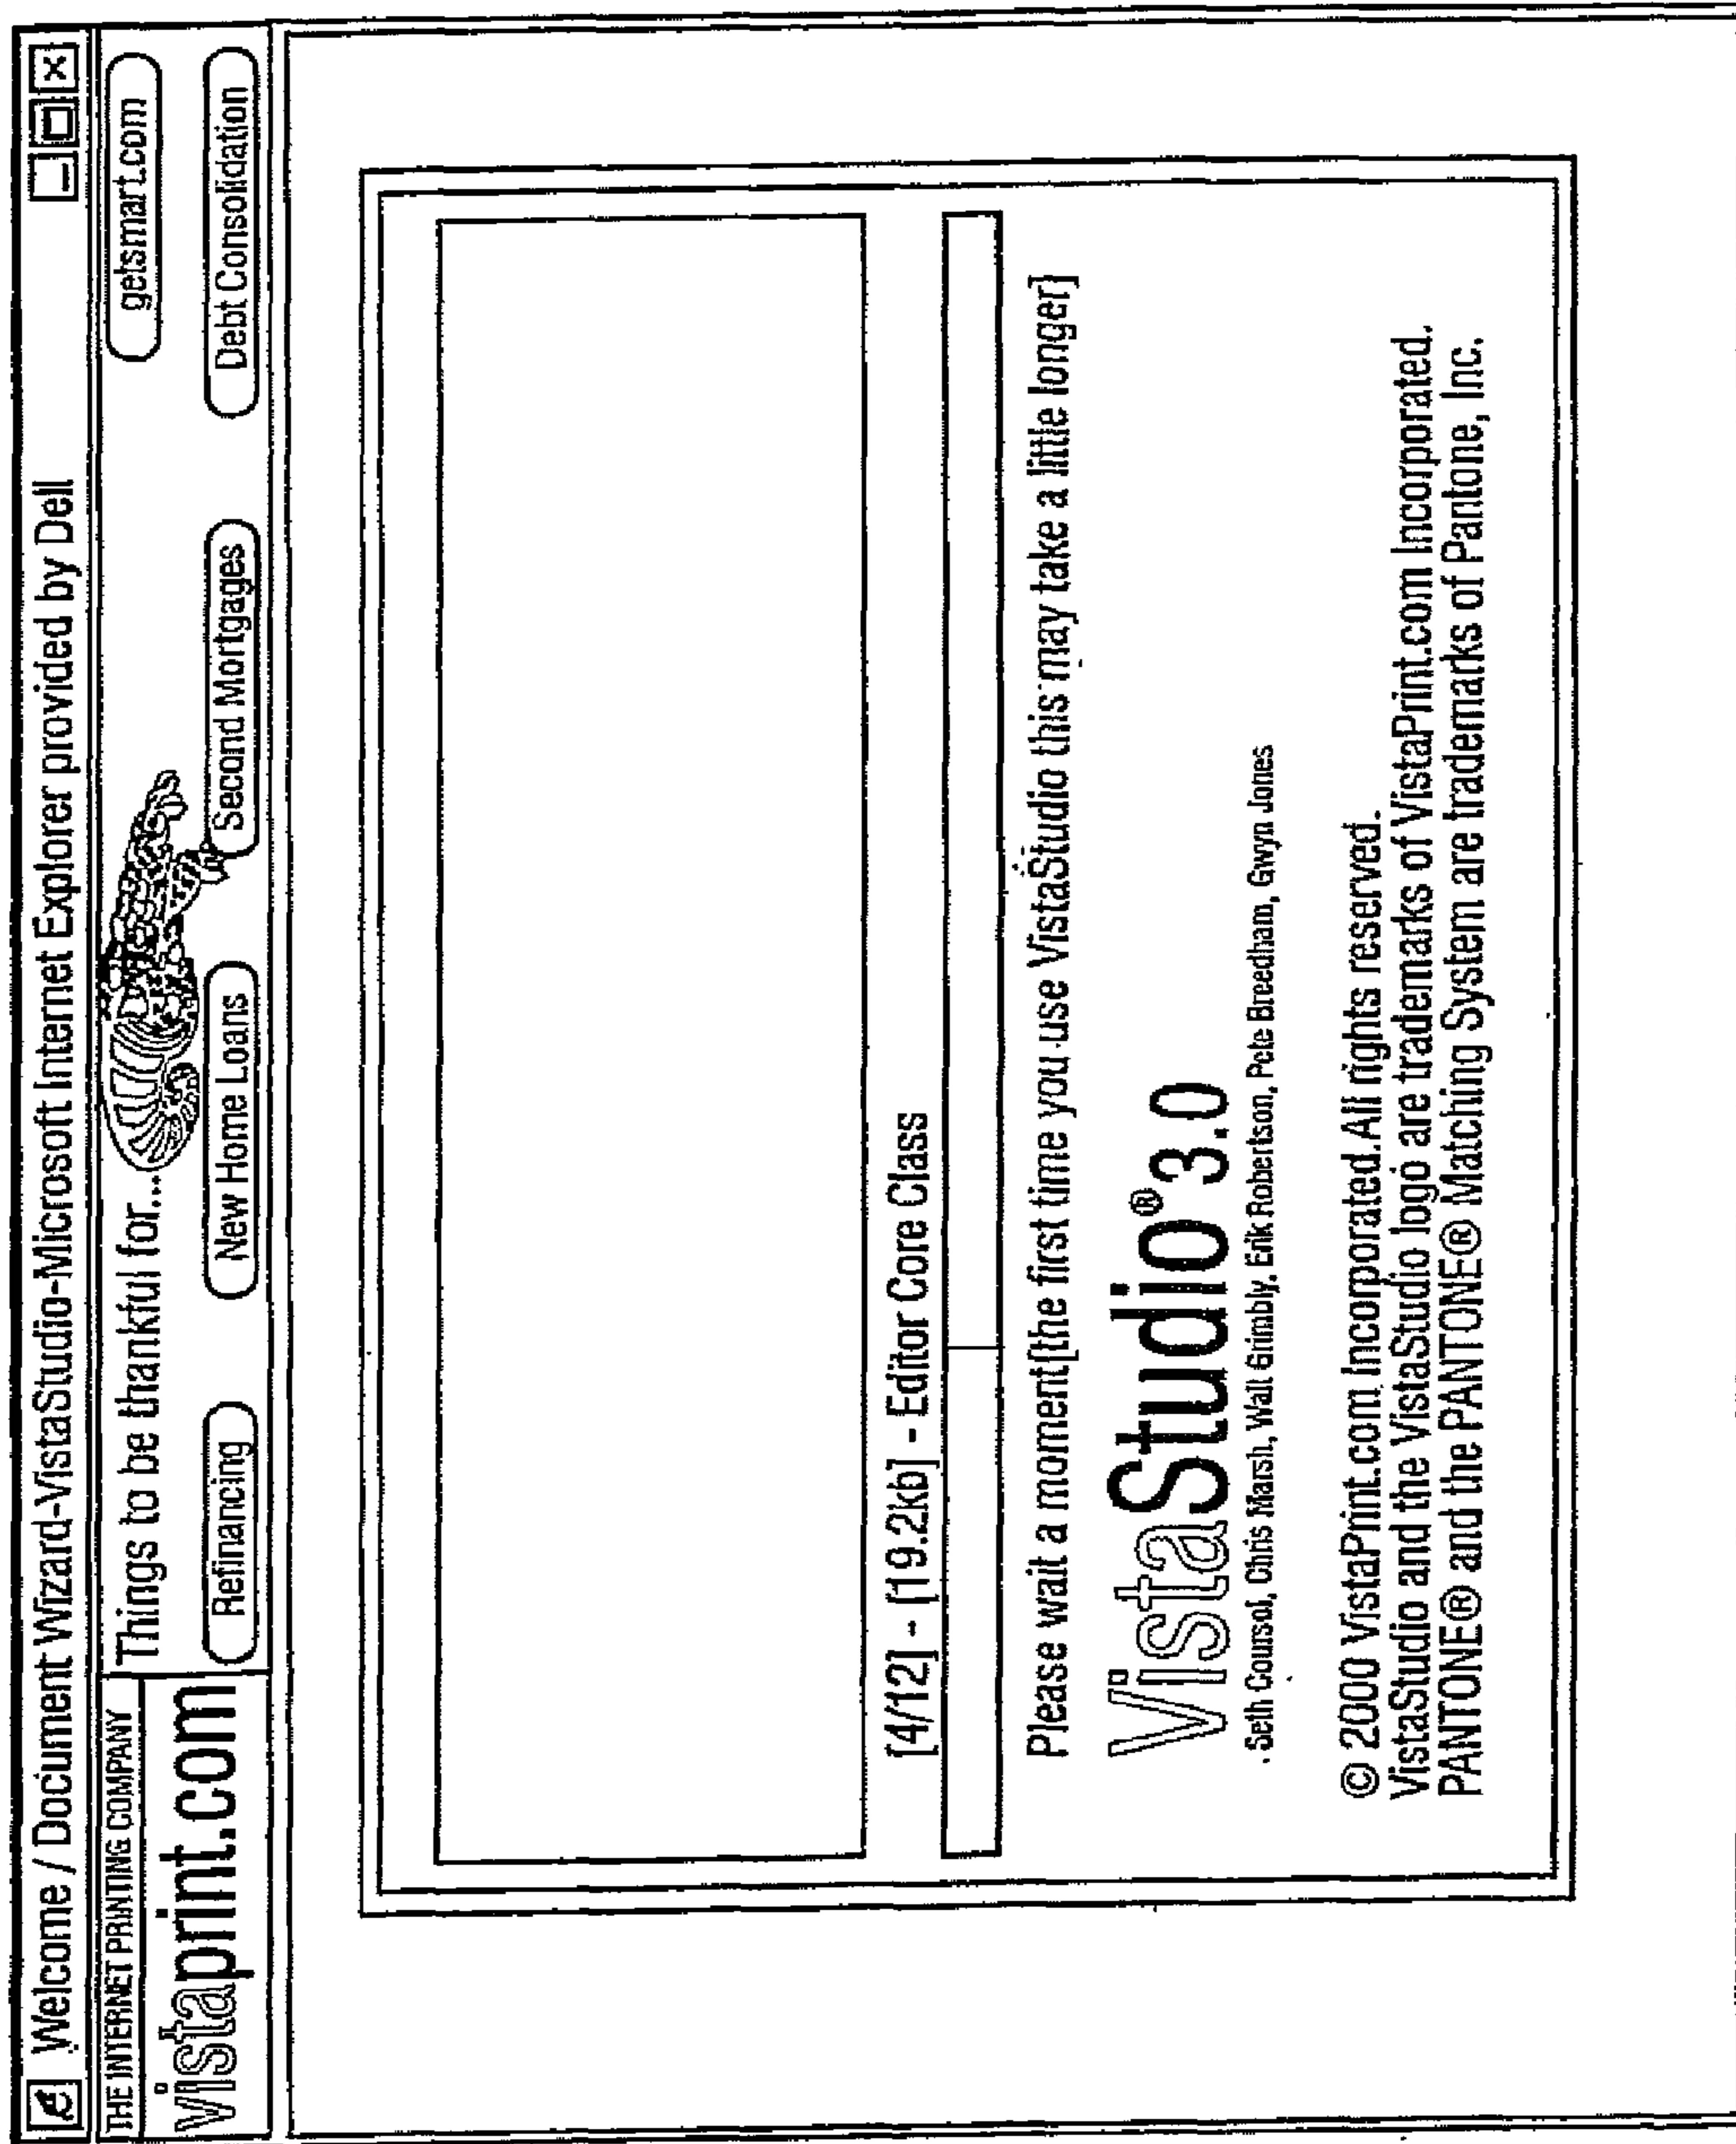 Welcome / Document Wizard-VistaStudio-Microsoft Internet Explorer provided by Dell
THE INTERNET PRINTING COMPANY
vistaprint.com
Things to be thankful for...
getsmart.com
Refinancing
New Home Loans
Second Mortgages
Debt Consolidation
[4/12] - [19.2kb] - Editor Core Class
Please wait a moment[the first time you use VistaStudio this may take a little longer]
VistaStudio® 3.0
Seth Coursol, Chris Marsh, Walt Grimbly, Erik Robertson, Pete Breedham, Gwyn Jones
© 2000 VistaPrint.com Incorporated.All rights reserved.
VistaStudio and the VistaStudio logo are trademarks of VistaPrint.com Incorporated.
PANTONE® and the PANTONE® Matching System are trademarks of Pantone, Inc.